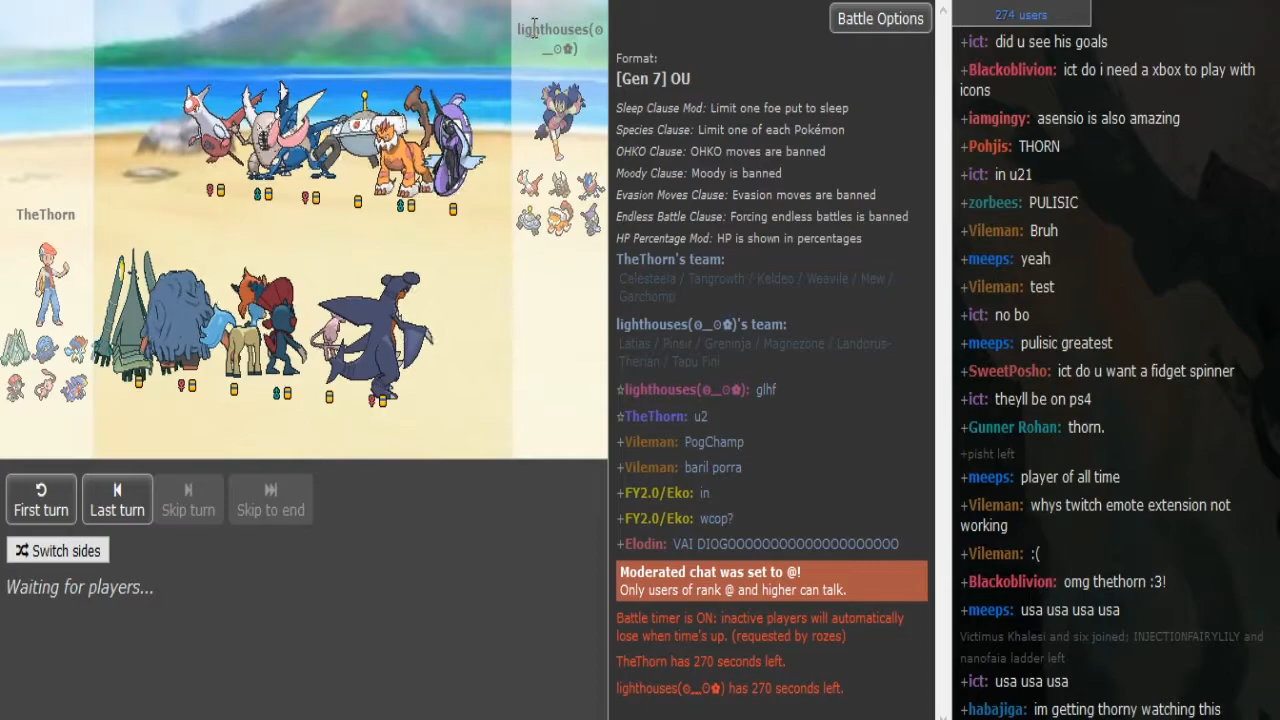 lighthouses(ʘ
‿ʘ✿)
TheThorn
First turn
Last turn
Skip turn
Skip to end
Switch sides
Waiting for players...
Battle Options
Format:
[Gen 7] OU
Sleep Clause Mod: Limit one foe put to sleep
Species Clause: Limit one of each Pokémon
OHKO Clause: OHKO moves are banned
Moody Clause: Moody is banned
Evasion Moves Clause: Evasion moves are banned
Endless Battle Clause: Forcing endless battles is banned
HP Percentage Mod: HP is shown in percentages
TheThorn's team:
Celesteela / Tangrowth / Keldeo / Weavile / Mew /
Garchomp
lighthouses(ʘ‿ʘ✿)'s team:
Latias / Pinsir / Greninja / Magnezone / Landorus-
Therian / Tapu Fini
☆lighthouses(ʘ‿ʘ✿): glhf
☆TheThorn: u2
+Vileman: PogChamp
+Vileman: baril porra
+FY2.0/Eko: in
+FY2.0/Eko: wcop?
+Elodin: VAI DIOGOOOOOOOOOOOOOOOOOOO
Moderated chat was set to @!
Only users of rank @ and higher can talk.
Battle timer is ON: inactive players will automatically
lose when time's up. (requested by rozes)
TheThorn has 270 seconds left.
lighthouses(ʘ‿ʘ✿) has 270 seconds left.
274 users
+ict: did u see his goals
+Blackoblivion: ict do i need a xbox to play with
icons
+iamgingy: asensio is also amazing
+Pohjis: THORN
+ict: in u21
+zorbees: PULISIC
+Vileman: Bruh
+meeps: yeah
+Vileman: test
+ict: no bo
+meeps: pulisic greatest
+SweetPosho: ict do u want a fidget spinner
+ict: theyll be on ps4
+Gunner Rohan: thorn.
+pisht left
+meeps: player of all time
+Vileman: whys twitch emote extension not
working
+Vileman: :(
+Blackoblivion: omg thethorn :3!
+meeps: usa usa usa usa
Victimus Khalesi and six joined; INJECTIONFAIRYLILY and
nanofaia ladder left
+ict: usa usa usa
+habajiga: im getting thorny watching this